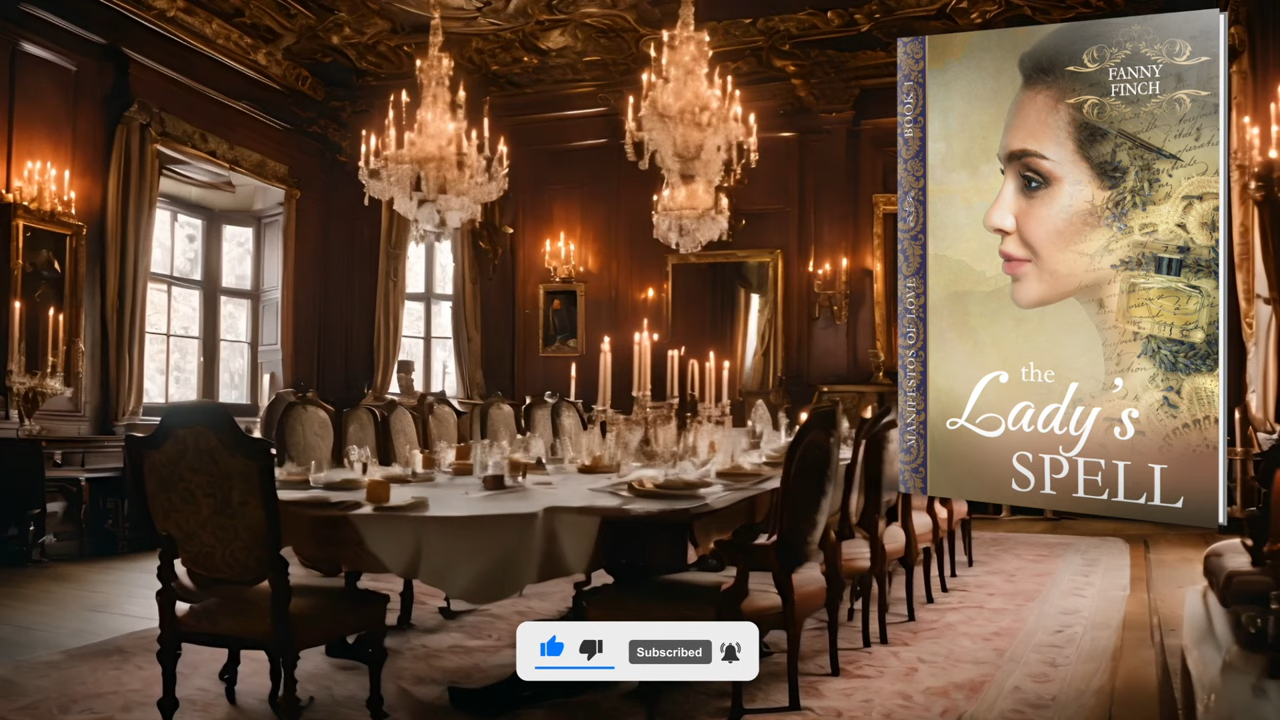 FANNY
FINCH
BOOK 1
MANIFESTOS OF LOVE
the
Lady's
SPELL
Subscribed